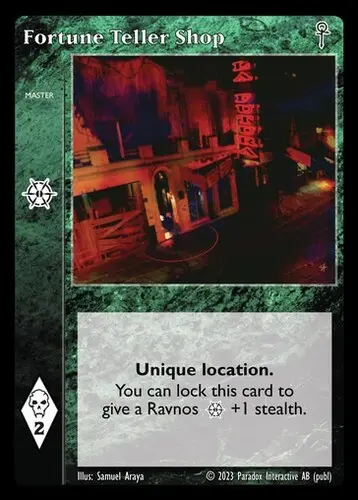 Fortune Teller Shop
MASTER
Unique location.
You can lock this card to
give a Ravnos +1 stealth.
2
Illus: Samuel Araya © 2023 Paradox Interactive AB (publ)